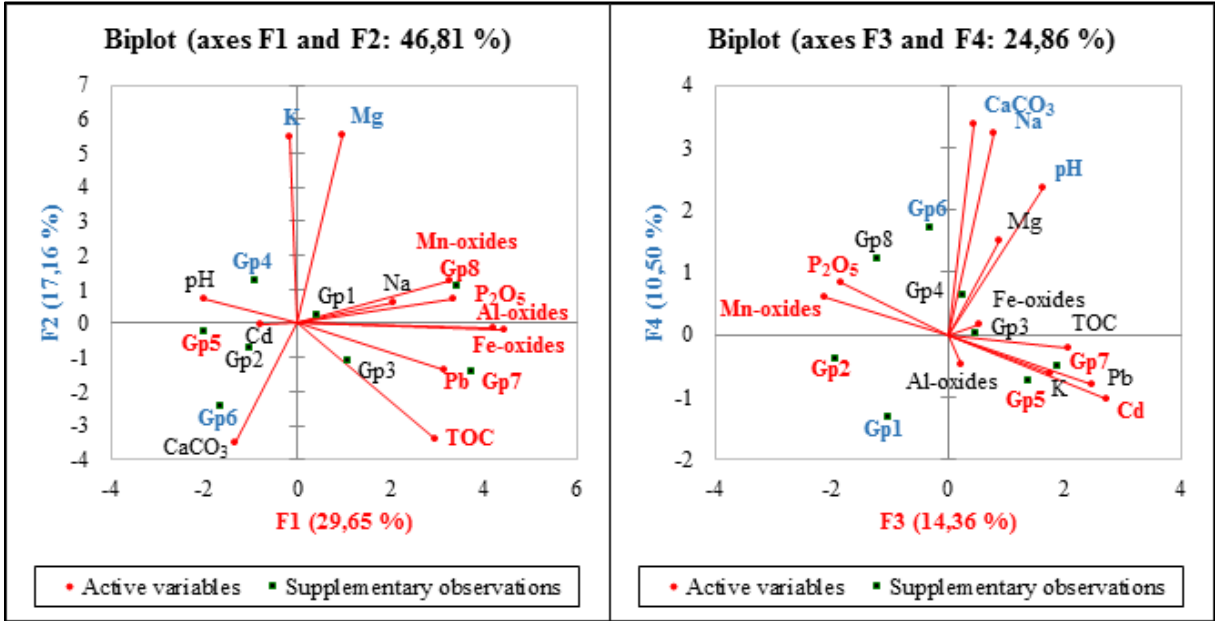 Biplot (axes F1 and F2: 46,81 %)
7
6
5
4
3
2
1
0
-1
-2
-3
-4
F2 (17,16 %)
K
Mg
Mn-oxides
Gp4
Gp8
pH
Na
Gp1
P₂O₅
Al-oxides
Cd
Gp5
Fe-oxides
Gp2
Gp3
Pb
Gp7
Gp6
CaCO₃
TOC
-4
-2
0
2
4
6
F1 (29,65 %)
Active variables
Supplementary observations
Biplot (axes F3 and F4: 24,86 %)
4
3
2
1
0
-1
-2
F4 (10,50 %)
CaCO₃
Na
pH
Gp6
Mg
Gp8
P₂O₅
Gp4
Mn-oxides
Fe-oxides
Gp3
TOC
Gp2
Al-oxides
Gp7
K
Pb
Gp5
Cd
Gp1
-4
-2
0
2
4
F3 (14,36 %)
Active variables
Supplementary observations